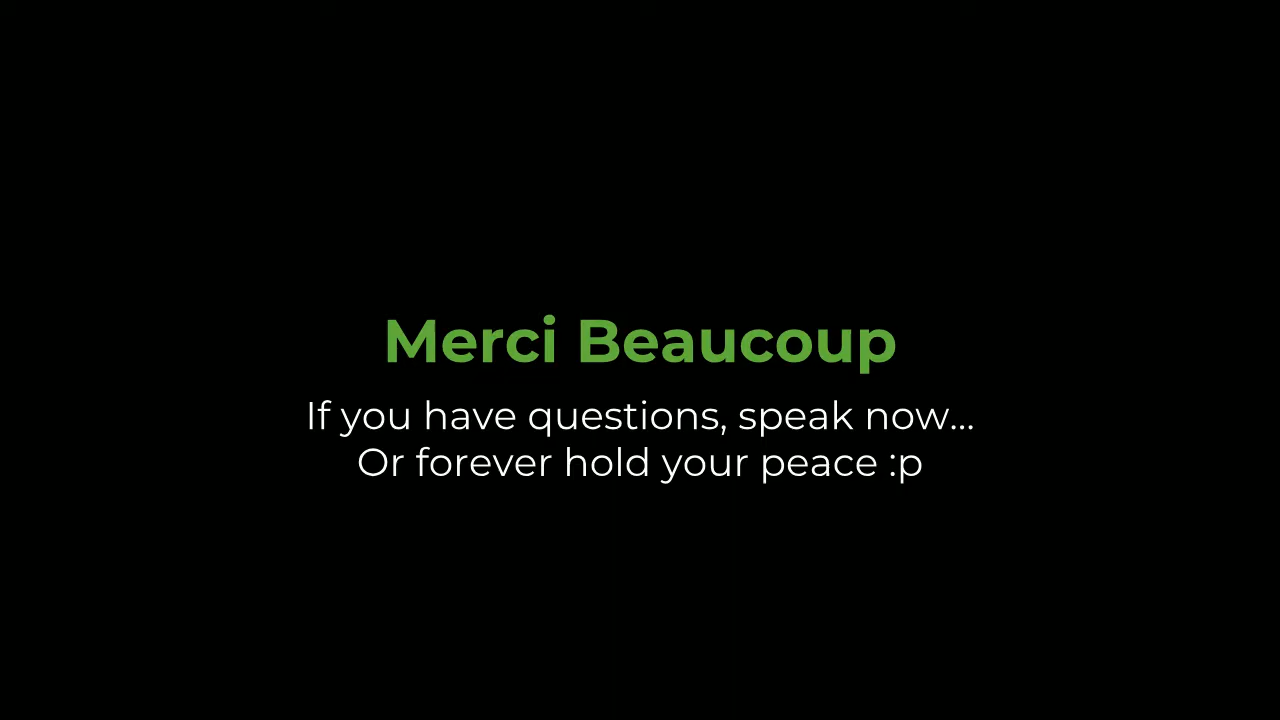 Merci Beaucoup
If you have questions, speak now...
Or forever hold your peace :p